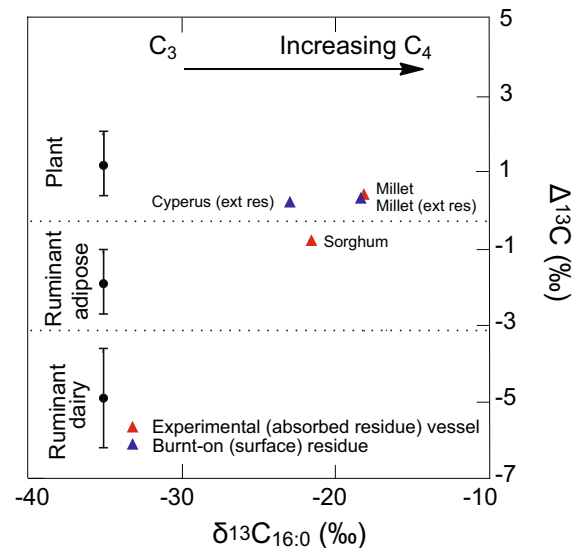 C₃ Increasing C₄
5
3
1
-1
-3
-5
-7
Δ¹³C (‰)
Plant
Ruminant
adipose
Ruminant
dairy
Cyperus (ext res)
Millet
Millet (ext res)
Sorghum
Experimental (absorbed residue) vessel
Burnt-on (surface) residue
-40 -30 -20 -10
δ¹³C₁₆:₀ (‰)